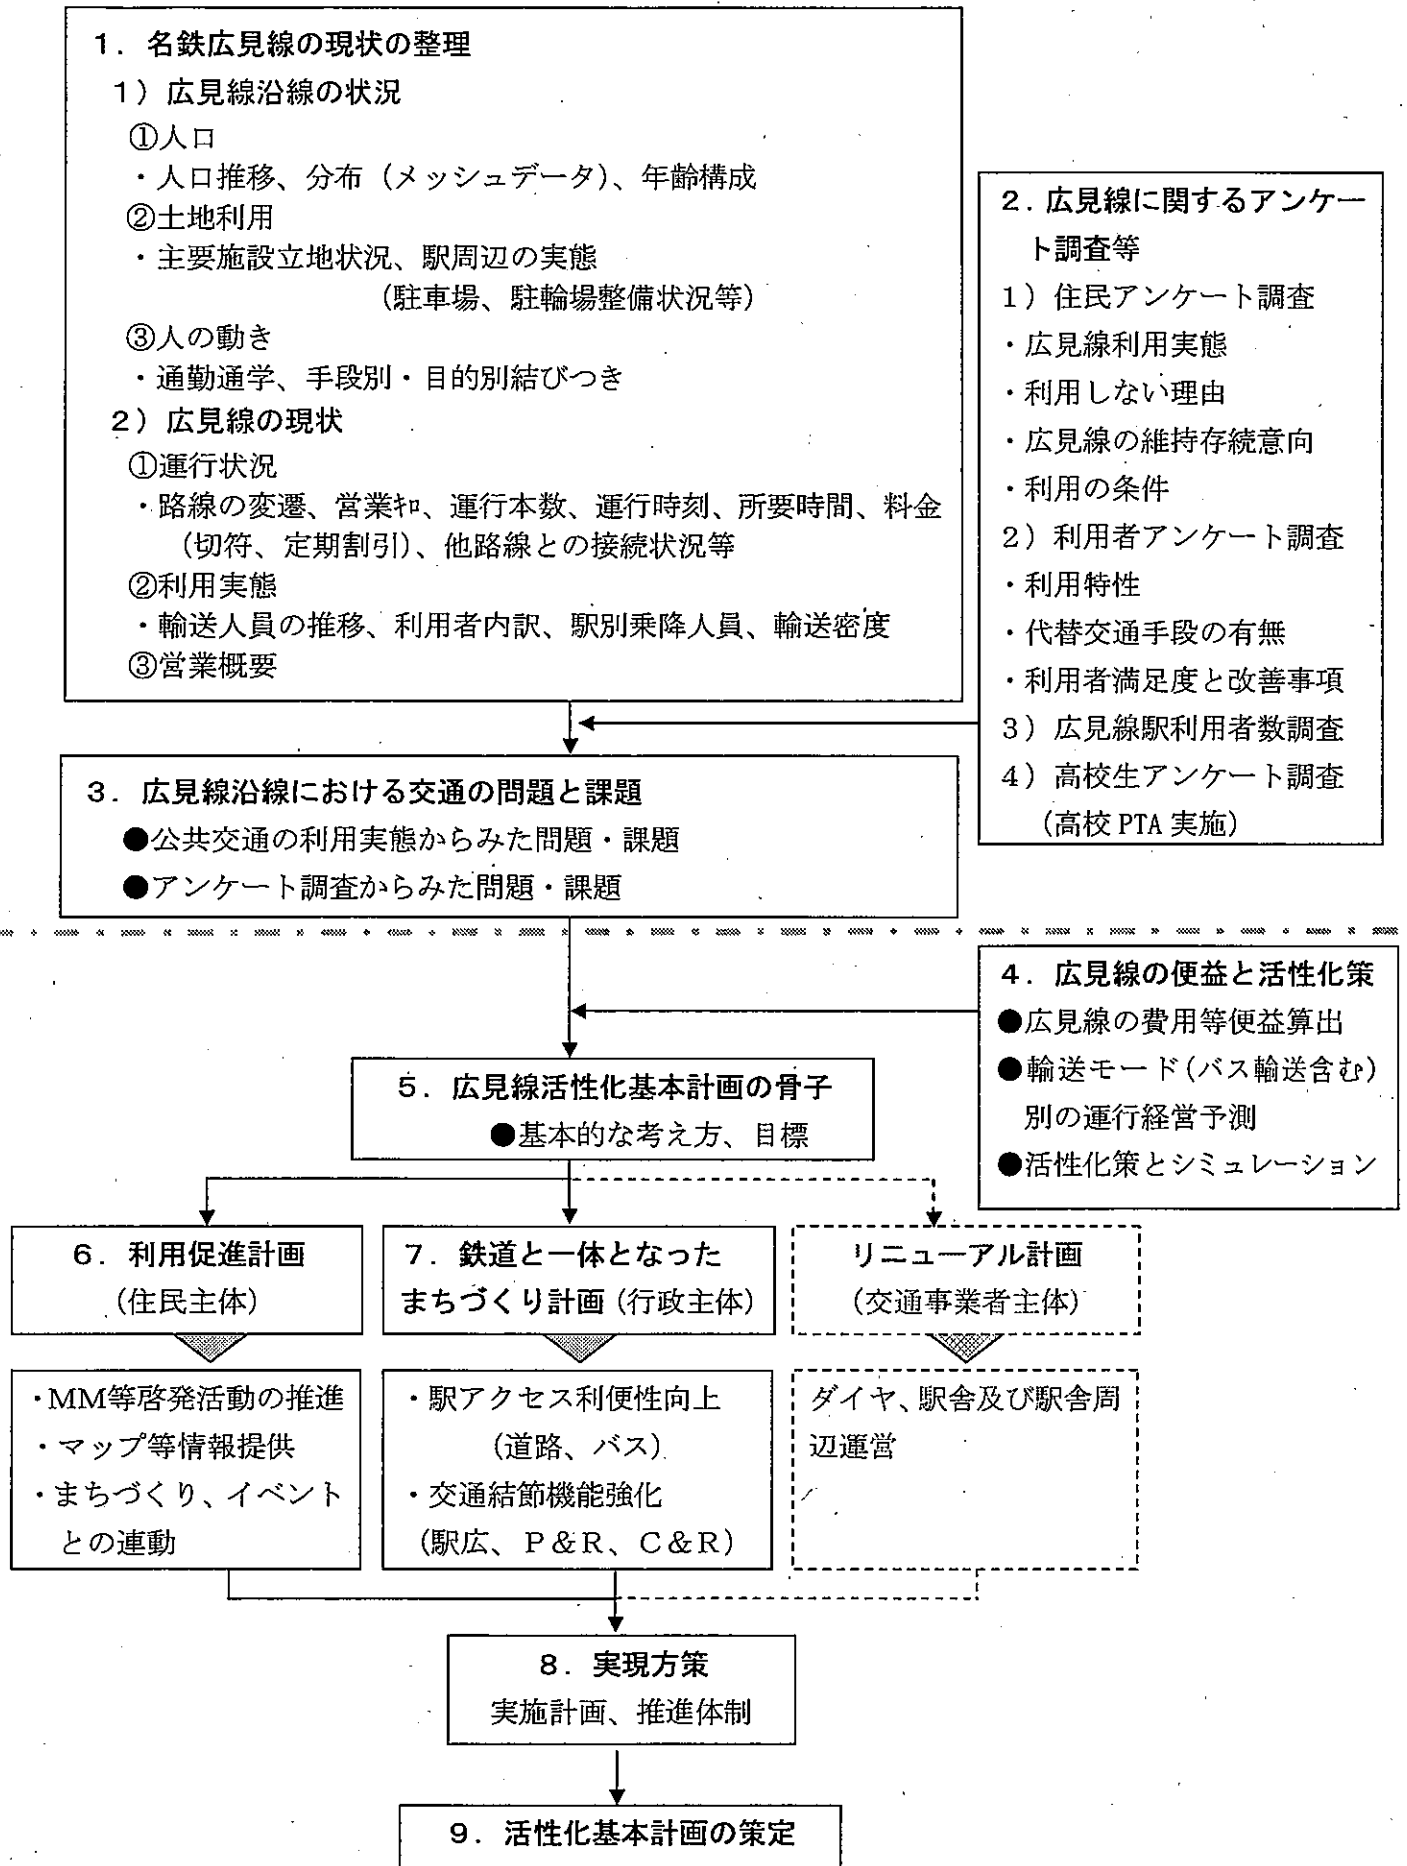 1．名鉄広見線の現状の整理
1）広見線沿線の状況
①人口
・人口推移、分布（メッシュデータ）、年齢構成
②土地利用
・主要施設立地状況、駅周辺の実態
（駐車場、駐輪場整備状況等）
③人の動き
・通勤通学、手段別・目的別結びつき
2）広見線の現状
①運行状況
・路線の変遷、営業ｷﾛ、運行本数、運行時刻、所要時間、料金
（切符、定期割引）、他路線との接続状況等
②利用実態
・輸送人員の推移、利用者内訳、駅別乗降人員、輸送密度
③営業概要
2．広見線に関するアンケー
ト調査等
1）住民アンケート調査
・広見線利用実態
・利用しない理由
・広見線の維持存続意向
・利用の条件
2）利用者アンケート調査
・利用特性
・代替交通手段の有無
・利用者満足度と改善事項
3）広見線駅利用者数調査
4）高校生アンケート調査
（高校 PTA 実施）
3．広見線沿線における交通の問題と課題
●公共交通の利用実態からみた問題・課題
●アンケート調査からみた問題・課題
4．広見線の便益と活性化策
●広見線の費用等便益算出
●輸送モード（バス輸送含む）
別の運行経営予測
●活性化策とシミュレーション
5．広見線活性化基本計画の骨子
●基本的な考え方、目標
6．利用促進計画
（住民主体）
7．鉄道と一体となった
まちづくり計画（行政主体）
リニューアル計画
（交通事業者主体）
・MM等啓発活動の推進
・マップ等情報提供
・まちづくり、イベント
との連動
・駅アクセス利便性向上
（道路、バス）
・交通結節機能強化
（駅広、P＆R、C＆R）
ダイヤ、駅舎及び駅舎周
辺運営
8．実現方策
実施計画、推進体制
9．活性化基本計画の策定